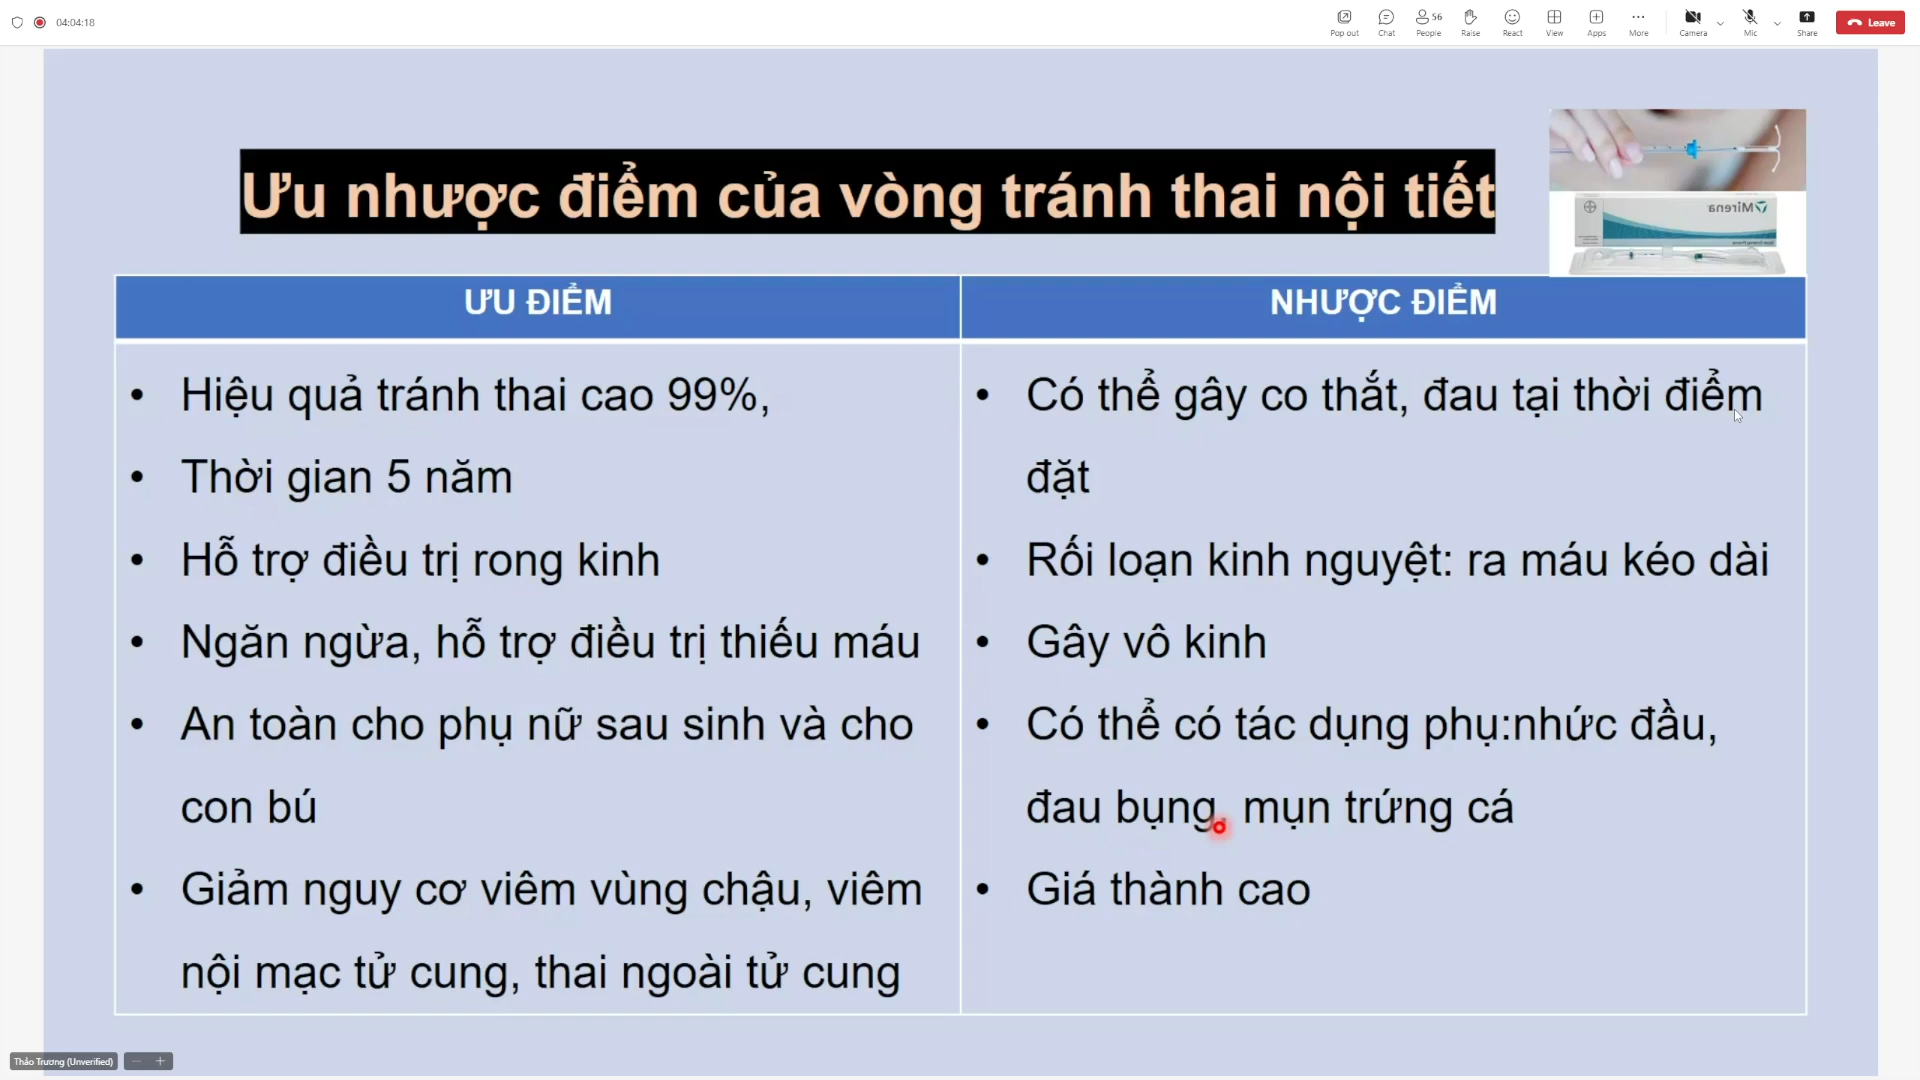 04:04:18
Pop out
Chat
56
People
Raise
React
View
Apps
More
Camera
Mic
Share
Leave
Ưu nhược điểm của vòng tránh thai nội tiết
Mirena
ƯU ĐIỂM
NHƯỢC ĐIỂM
• Hiệu quả tránh thai cao 99%,
• Thời gian 5 năm
• Hỗ trợ điều trị rong kinh
• Ngăn ngừa, hỗ trợ điều trị thiếu máu
• An toàn cho phụ nữ sau sinh và cho
con bú
• Giảm nguy cơ viêm vùng chậu, viêm
nội mạc tử cung, thai ngoài tử cung
• Có thể gây co thắt, đau tại thời điểm
đặt
• Rối loạn kinh nguyệt: ra máu kéo dài
• Gây vô kinh
• Có thể có tác dụng phụ:nhức đầu,
đau bụng, mụn trứng cá
• Giá thành cao
Thảo Trương (Unverified)